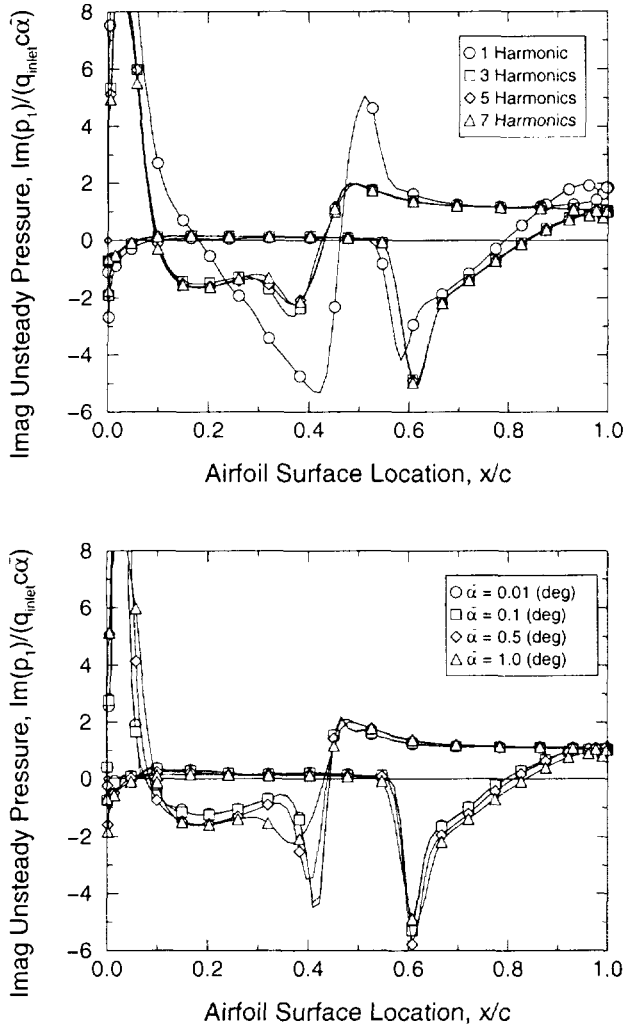 Imag Unsteady Pressure, Im(p₁)/(q_inlet cᾱ)
8
6
4
2
0
-2
-4
-6
1 Harmonic
3 Harmonics
5 Harmonics
7 Harmonics
0.0 0.2 0.4 0.6 0.8 1.0
Airfoil Surface Location, x/c
Imag Unsteady Pressure, Im(p₁)/(q_inlet cᾱ)
8
6
4
2
0
-2
-4
-6
ᾱ = 0.01 (deg)
ᾱ = 0.1 (deg)
ᾱ = 0.5 (deg)
ᾱ = 1.0 (deg)
0.0 0.2 0.4 0.6 0.8 1.0
Airfoil Surface Location, x/c